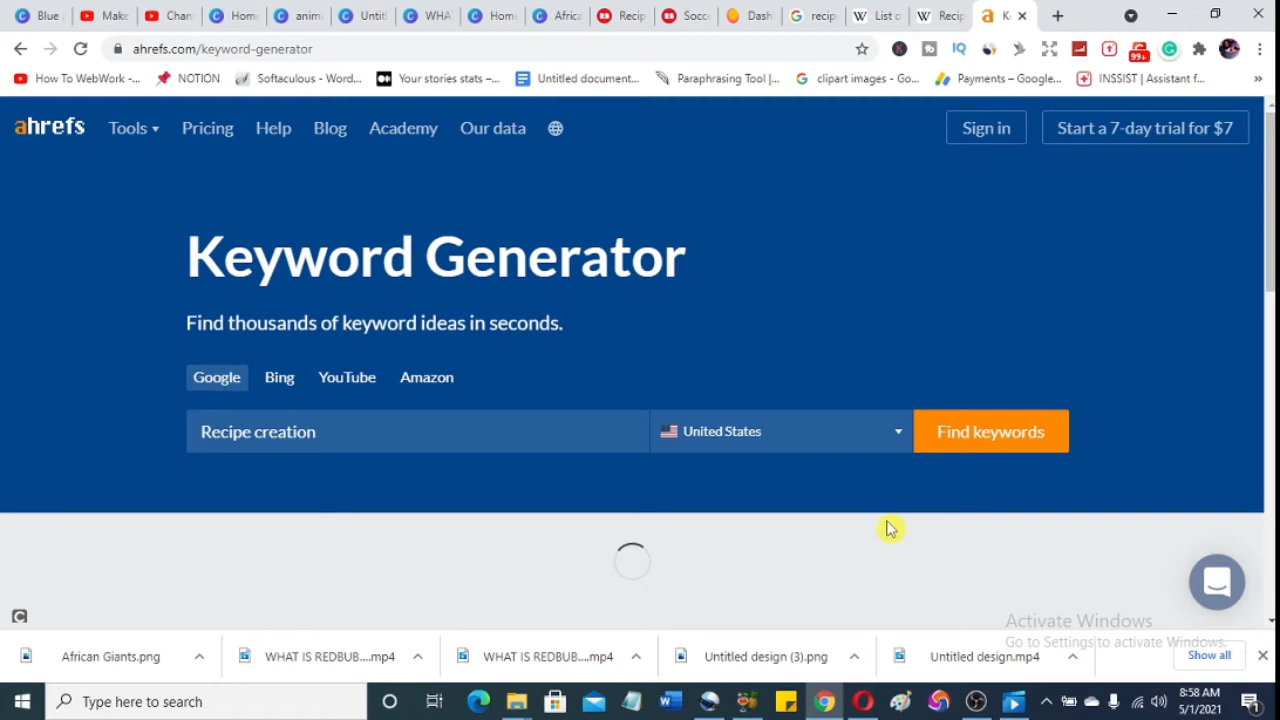 Blue
Make
Chan
Hom
anim
Untit
WHA
Hom
Africa
Recip
Socce
Dash
recip
List o
Recip
ahrefs.com/keyword-generator
IQ
99+
How To WebWork -...
NOTION
Softaculous - Word...
Your stories stats –...
Untitled document...
Paraphrasing Tool |...
clipart images - Go...
Payments – Google...
INSSIST | Assistant f...
»
ahrefs
Tools
Pricing
Help
Blog
Academy
Our data
Sign in
Start a 7-day trial for $7
Keyword Generator
Find thousands of keyword ideas in seconds.
Google
Bing
YouTube
Amazon
Recipe creation
United States
Find keywords
Activate Windows
Go to Settings to activate Windows.
African Giants.png
WHAT IS REDBUB....mp4
WHAT IS REDBUB....mp4
Untitled design (3).png
Untitled design.mp4
Show all
Type here to search
8:58 AM
5/1/2021